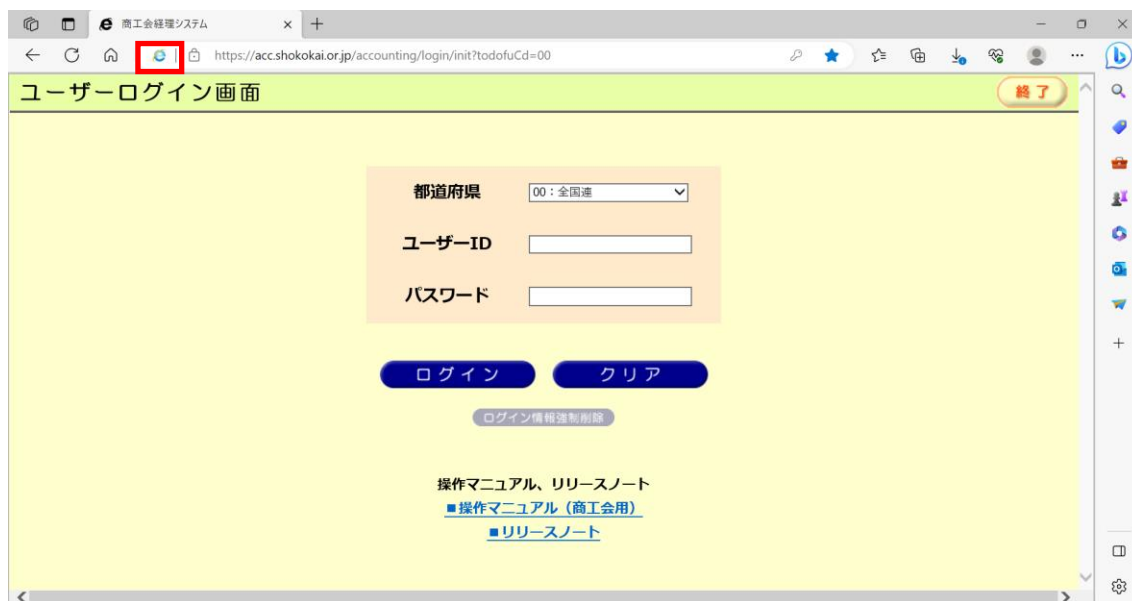 商工会経理システム
https://acc.shokokai.or.jp/accounting/login/init?todofuCd=00
ユーザーログイン画面
終了
都道府県 00：全国連
ユーザーID
パスワード
ログイン クリア
ログイン情報強制削除
操作マニュアル、リリースノート
■操作マニュアル（商工会用）
■リリースノート